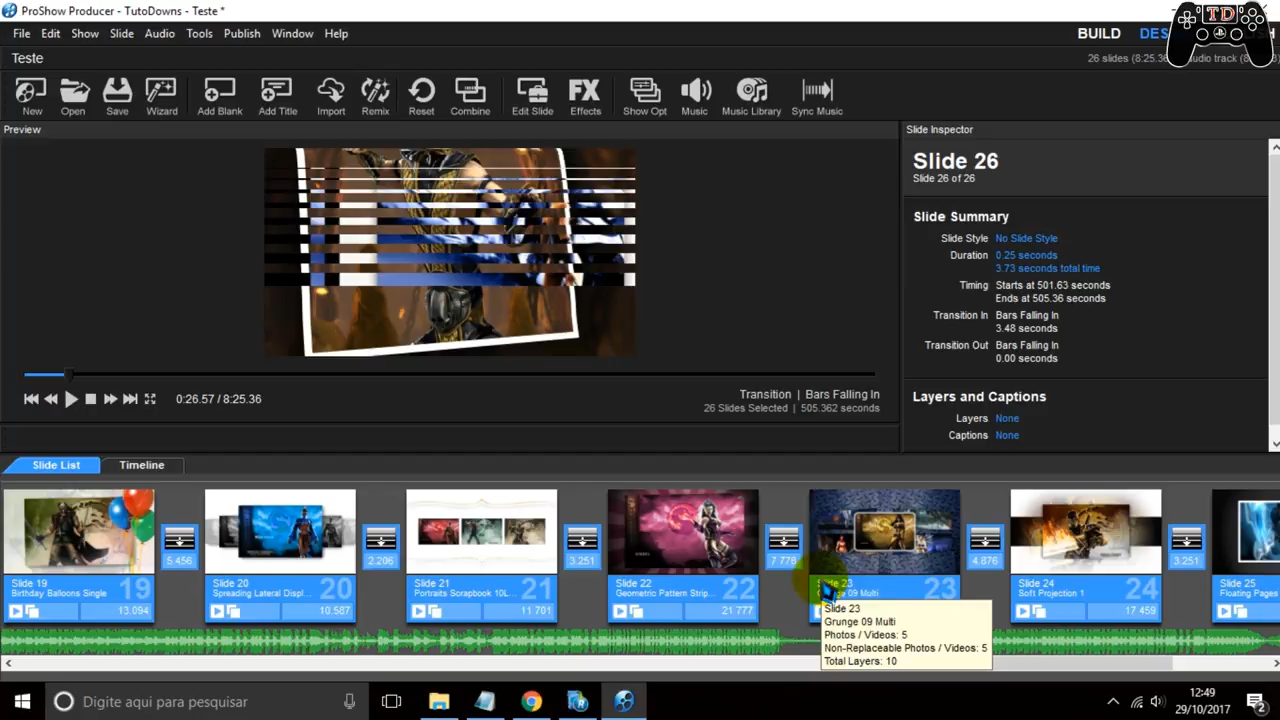 ProShow Producer - TutoDowns - Teste *
File Edit Show Slide Audio Tools Publish Window Help
BUILD
TD
Teste
26 slides (8:25.36
New Open Save Wizard Add Blank Add Title Import Remix Reset Combine Edit Slide Effects Show Opt Music Music Library Sync Music
FX
Preview
Slide Inspector
Slide 26
Slide 26 of 26
Slide Summary
Slide Style No Slide Style
Duration 0.25 seconds
3.73 seconds total time
Timing Starts at 501.63 seconds
Ends at 505.36 seconds
Transition In Bars Falling In
3.48 seconds
Transition Out Bars Falling In
0.00 seconds
Layers and Captions
Layers None
Captions None
0:26.57 / 8:25.36
Transition | Bars Falling In
26 Slides Selected | 505.362 seconds
Slide List Timeline
Slide 19
Birthday Balloons Single
19
13.094
5.456
Slide 20
Spreading Lateral Displ...
20
10.587
2.206
Slide 21
Portraits Scrapbook 10L...
21
11.701
3.251
Slide 22
Geometric Pattern Strip...
22
21.777
7.778
Slide 23
09 Multi
23
4.876
Slide 24
Soft Projection 1
24
17.459
3.251
Slide 25
Floating Pages
Slide 23
Grunge 09 Multi
Photos / Videos: 5
Non-Replaceable Photos / Videos: 5
Total Layers: 10
Digite aqui para pesquisar
12:49
29/10/2017
2